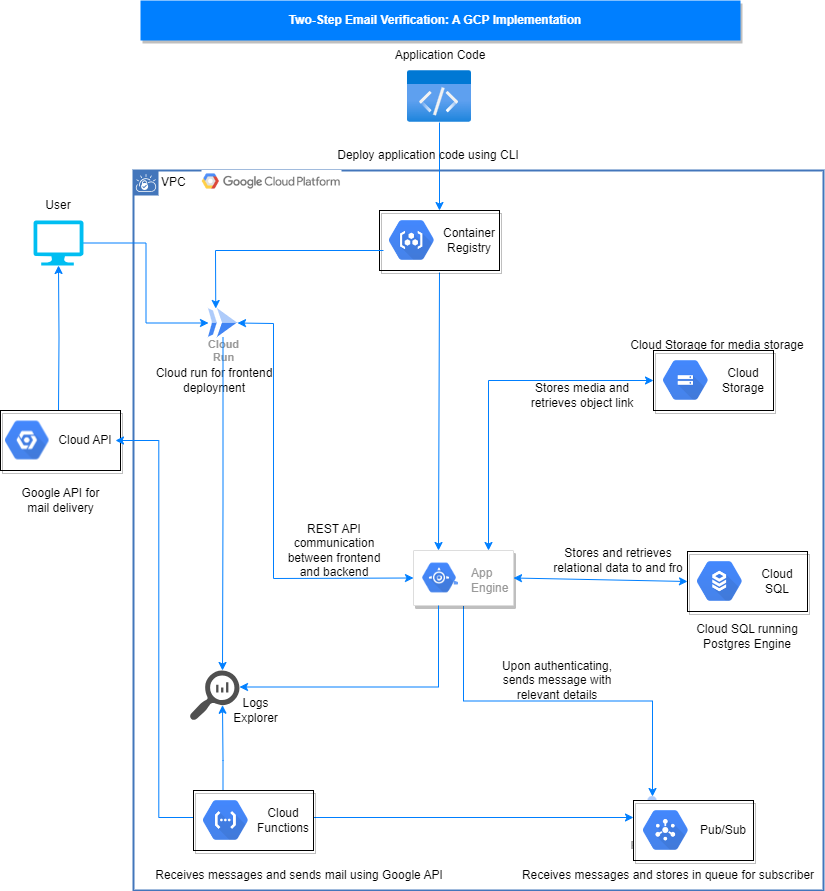 Two-Step Email Verification: A GCP Implementation
Application Code
Deploy application code using CLI
VPC
Google Cloud Platform
User
Container
Registry
Cloud
Run
Cloud run for frontend
deployment
Cloud Storage for media storage
Cloud
Storage
Stores media and
retrieves object link
Cloud API
Google API for
mail delivery
REST API
communication
between frontend
and backend
App
Engine
Stores and retrieves
relational data to and fro
Cloud
SQL
Cloud SQL running
Postgres Engine
Upon authenticating,
sends message with
relevant details
Logs
Explorer
Cloud
Functions
Pub/Sub
Receives messages and sends mail using Google API
Receives messages and stores in queue for subscriber